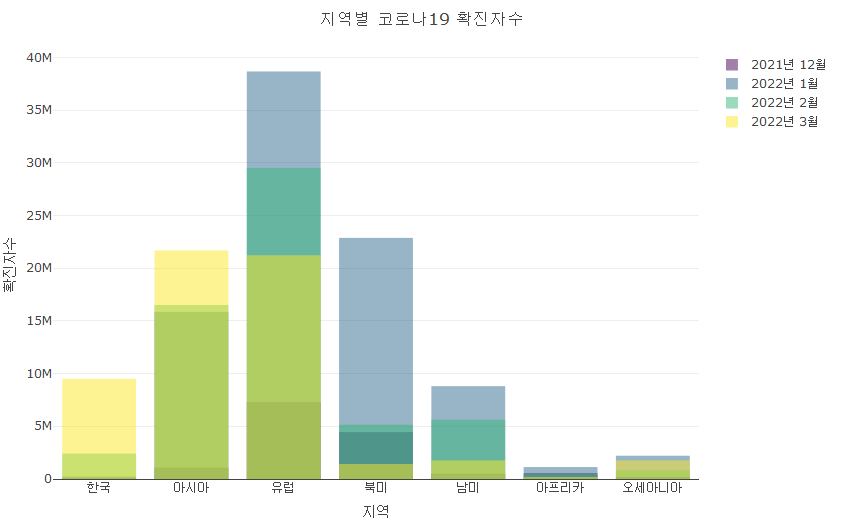 지역별 코로나19 확진자수
40M
35M
30M
25M
20M
15M
10M
5M
0
확진자수
한국 아시아 유럽 북미 남미 아프리카 오세아니아
지역
2021년 12월
2022년 1월
2022년 2월
2022년 3월